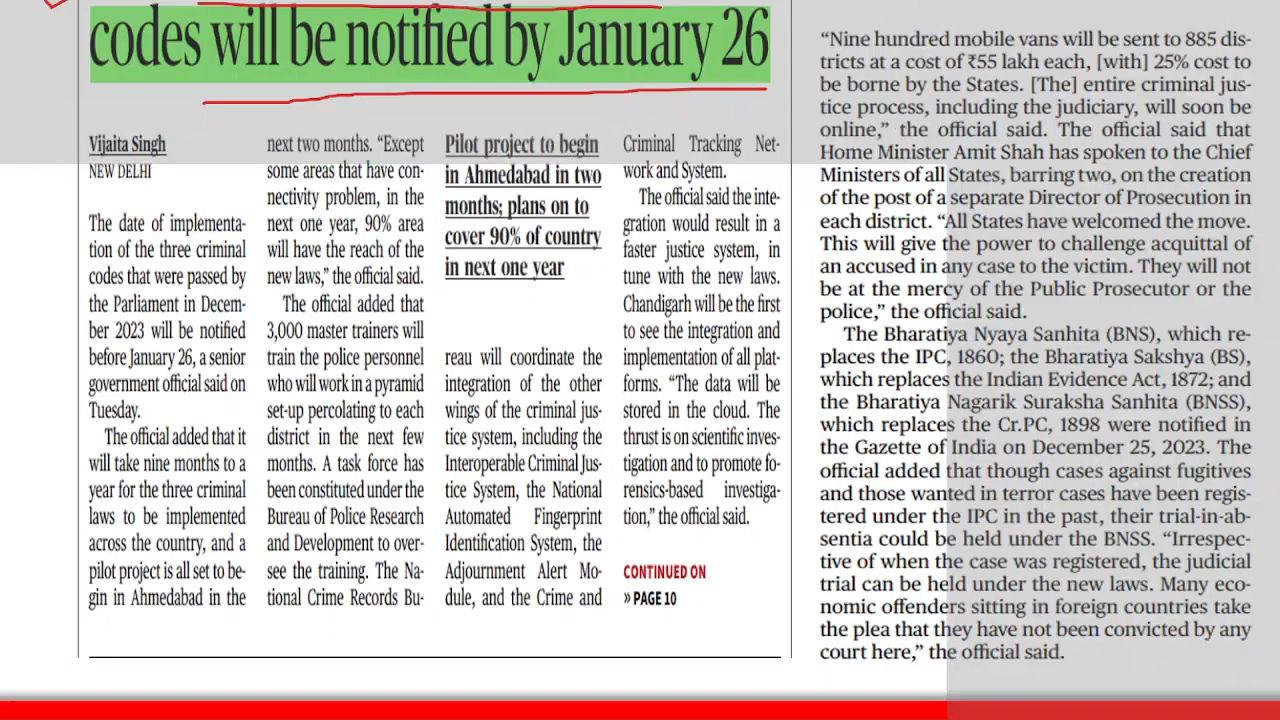 codes will be notified by January 26
Vijaita Singh
NEW DELHI
The date of implementa-
tion of the three criminal
codes that were passed by
the Parliament in Decem-
ber 2023 will be notified
before January 26, a senior
government official said on
Tuesday.
The official added that it
will take nine months to a
year for the three criminal
laws to be implemented
across the country, and a
pilot project is all set to be-
gin in Ahmedabad in the
next two months. “Except
some areas that have con-
nectivity problem, in the
next one year, 90% area
will have the reach of the
new laws,” the official said.
The official added that
3,000 master trainers will
train the police personnel
who will work in a pyramid
set-up percolating to each
district in the next few
months. A task force has
been constituted under the
Bureau of Police Research
and Development to over-
see the training. The Na-
tional Crime Records Bu-
Pilot project to begin
in Ahmedabad in two
months; plans on to
cover 90% of country
in next one year
reau will coordinate the
integration of the other
wings of the criminal jus-
tice system, including the
Interoperable Criminal Jus-
tice System, the National
Automated Fingerprint
Identification System, the
Adjournment Alert Mo-
dule, and the Crime and
Criminal Tracking Net-
work and System.
The official said the inte-
gration would result in a
faster justice system, in
tune with the new laws.
Chandigarh will be the first
to see the integration and
implementation of all plat-
forms. “The data will be
stored in the cloud. The
thrust is on scientific inves-
tigation and to promote fo-
rensics-based investiga-
tion,” the official said.
CONTINUED ON
» PAGE 10
“Nine hundred mobile vans will be sent to 885 dis-
tricts at a cost of ₹55 lakh each, [with] 25% cost to
be borne by the States. [The] entire criminal jus-
tice process, including the judiciary, will soon be
online,” the official said. The official said that
Home Minister Amit Shah has spoken to the Chief
Ministers of all States, barring two, on the creation
of the post of a separate Director of Prosecution in
each district. “All States have welcomed the move.
This will give the power to challenge acquittal of
an accused in any case to the victim. They will not
be at the mercy of the Public Prosecutor or the
police,” the official said.
The Bharatiya Nyaya Sanhita (BNS), which re-
places the IPC, 1860; the Bharatiya Sakshya (BS),
which replaces the Indian Evidence Act, 1872; and
the Bharatiya Nagarik Suraksha Sanhita (BNSS),
which replaces the Cr.PC, 1898 were notified in
the Gazette of India on December 25, 2023. The
official added that though cases against fugitives
and those wanted in terror cases have been regis-
tered under the IPC in the past, their trial-in-ab-
sentia could be held under the BNSS. “Irrespec-
tive of when the case was registered, the judicial
trial can be held under the new laws. Many eco-
nomic offenders sitting in foreign countries take
the plea that they have not been convicted by any
court here,” the official said.